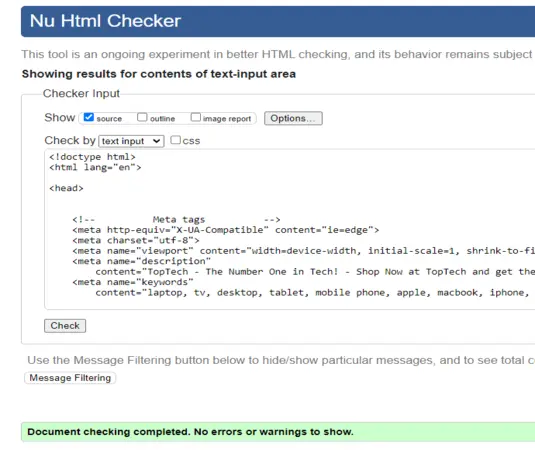 Nu Html Checker
This tool is an ongoing experiment in better HTML checking, and its behavior remains subject
Showing results for contents of text-input area
Checker Input
Show source outline image report Options...
Check by text input css
<!doctype html>
<html lang="en">
<head>
<!-- Meta tags -->
<meta http-equiv="X-UA-Compatible" content="ie=edge">
<meta charset="utf-8">
<meta name="viewport" content="width=device-width, initial-scale=1, shrink-to-fi
<meta name="description"
content="TopTech - The Number One in Tech! - Shop Now at TopTech and get the
<meta name="keywords"
content="laptop, tv, desktop, tablet, mobile phone, apple, macbook, iphone,
Check
Use the Message Filtering button below to hide/show particular messages, and to see total c
Message Filtering
Document checking completed. No errors or warnings to show.